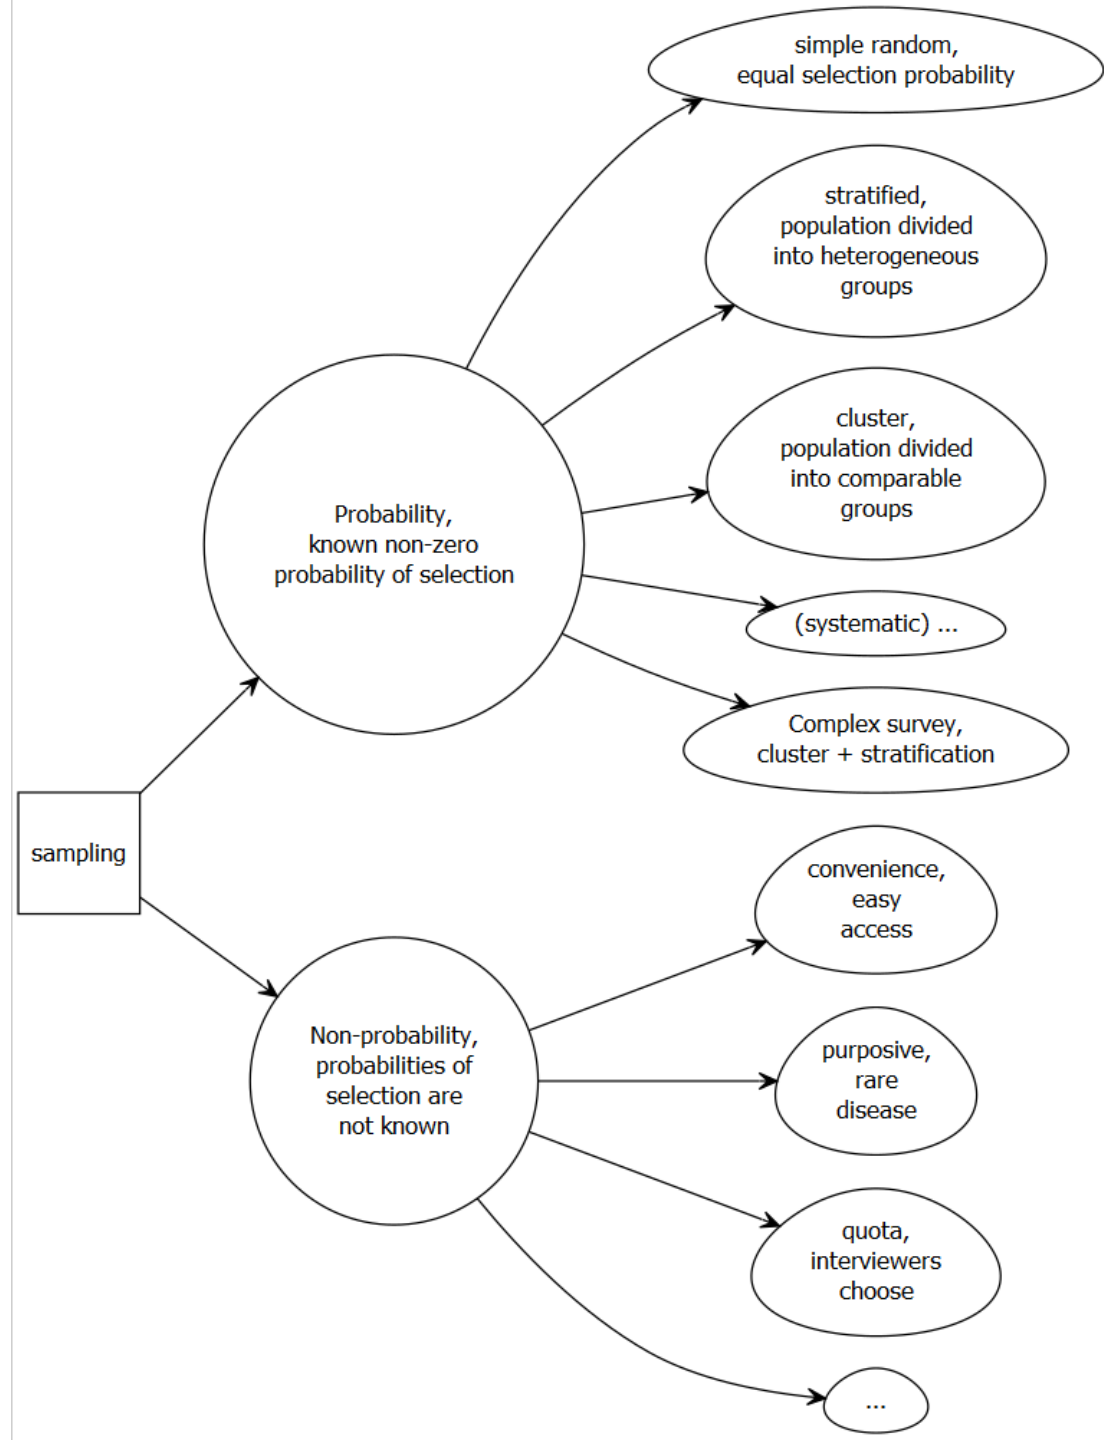 simple random,
equal selection probability
stratified,
population divided
into heterogeneous
groups
cluster,
population divided
into comparable
groups
Probability,
known non-zero
probability of selection
(systematic) ...
Complex survey,
cluster + stratification
sampling
convenience,
easy
access
Non-probability,
probabilities of
selection are
not known
purposive,
rare
disease
quota,
interviewers
choose
...